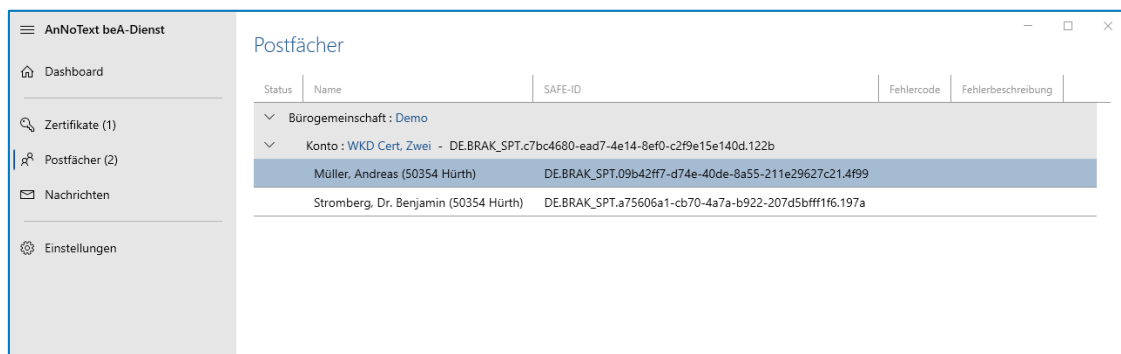 AnNoText beA-Dienst
Dashboard
Zertifikate (1)
Postfächer (2)
Nachrichten
Einstellungen
Postfächer
Status Name SAFE-ID Fehlercode Fehlerbeschreibung
Bürogemeinschaft : Demo
Konto : WKD Cert, Zwei - DE.BRAK_SPT.c7bc4680-ead7-4e14-8ef0-c2f9e15e140d.122b
Müller, Andreas (50354 Hürth) DE.BRAK_SPT.09b42ff7-d74e-40de-8a55-211e29627c21.4f99
Stromberg, Dr. Benjamin (50354 Hürth) DE.BRAK_SPT.a75606a1-cb70-4a7a-b922-207d5bfff1f6.197a